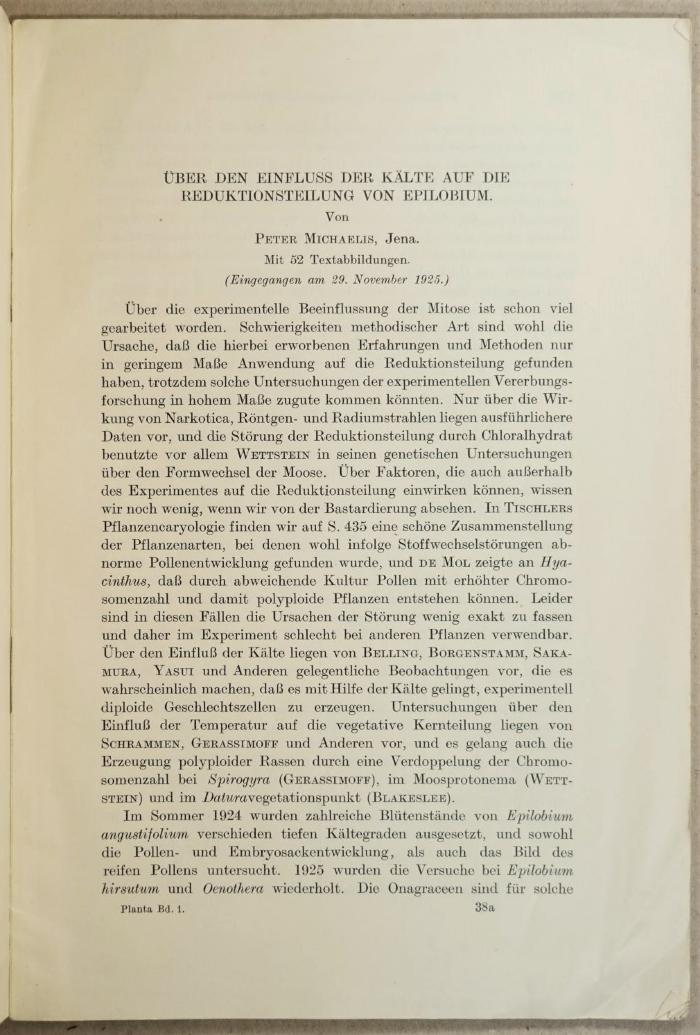 ÜBER DEN EINFLUSS DER KÄLTE AUF DIE
REDUKTIONSTEILUNG VON EPILOBIUM.
Von
PETER MICHAELIS, Jena.
Mit 52 Textabbildungen.
(Eingegangen am 29. November 1925.)
Über die experimentelle Beeinflussung der Mitose ist schon viel
gearbeitet worden. Schwierigkeiten methodischer Art sind wohl die
Ursache, daß die hierbei erworbenen Erfahrungen und Methoden nur
in geringem Maße Anwendung auf die Reduktionsteilung gefunden
haben, trotzdem solche Untersuchungen der experimentellen Vererbungs-
forschung in hohem Maße zugute kommen könnten. Nur über die Wir-
kung von Narkotica, Röntgen- und Radiumstrahlen liegen ausführlichere
Daten vor, und die Störung der Reduktionsteilung durch Chloralhydrat
benutzte vor allem WETTSTEIN in seinen genetischen Untersuchungen
über den Formwechsel der Moose. Über Faktoren, die auch außerhalb
des Experimentes auf die Reduktionsteilung einwirken können, wissen
wir noch wenig, wenn wir von der Bastardierung absehen. In TISCHLERS
Pflanzencaryologie finden wir auf S. 435 eine schöne Zusammenstellung
der Pflanzenarten, bei denen wohl infolge Stoffwechselstörungen ab-
norme Pollenentwicklung gefunden wurde, und DE MOL zeigte an Hya-
cinthus, daß durch abweichende Kultur Pollen mit erhöhter Chromo-
somenzahl und damit polyploide Pflanzen entstehen können. Leider
sind in diesen Fällen die Ursachen der Störung wenig exakt zu fassen
und daher im Experiment schlecht bei anderen Pflanzen verwendbar.
Über den Einfluß der Kälte liegen von BELLING, BORGENSTAMM, SAKA-
MURA, YASUI und Anderen gelegentliche Beobachtungen vor, die es
wahrscheinlich machen, daß es mit Hilfe der Kälte gelingt, experimentell
diploide Geschlechtszellen zu erzeugen. Untersuchungen über den
Einfluß der Temperatur auf die vegetative Kernteilung liegen von
SCHRAMMEN, GERASSIMOFF und Anderen vor, und es gelang auch die
Erzeugung polyploider Rassen durch eine Verdoppelung der Chromo-
somenzahl bei Spirogyra (GERASSIMOFF), im Moosprotonema (WETT-
STEIN) und im Daturavegetationspunkt (BLAKESLEE).
Im Sommer 1924 wurden zahlreiche Blütenstände von Epilobium
angustifolium verschieden tiefen Kältegraden ausgesetzt, und sowohl
die Pollen- und Embryosackentwicklung, als auch das Bild des
reifen Pollens untersucht. 1925 wurden die Versuche bei Epilobium
hirsutum und Oenothera wiederholt. Die Onagraceen sind für solche
Planta Bd. 1. 38a